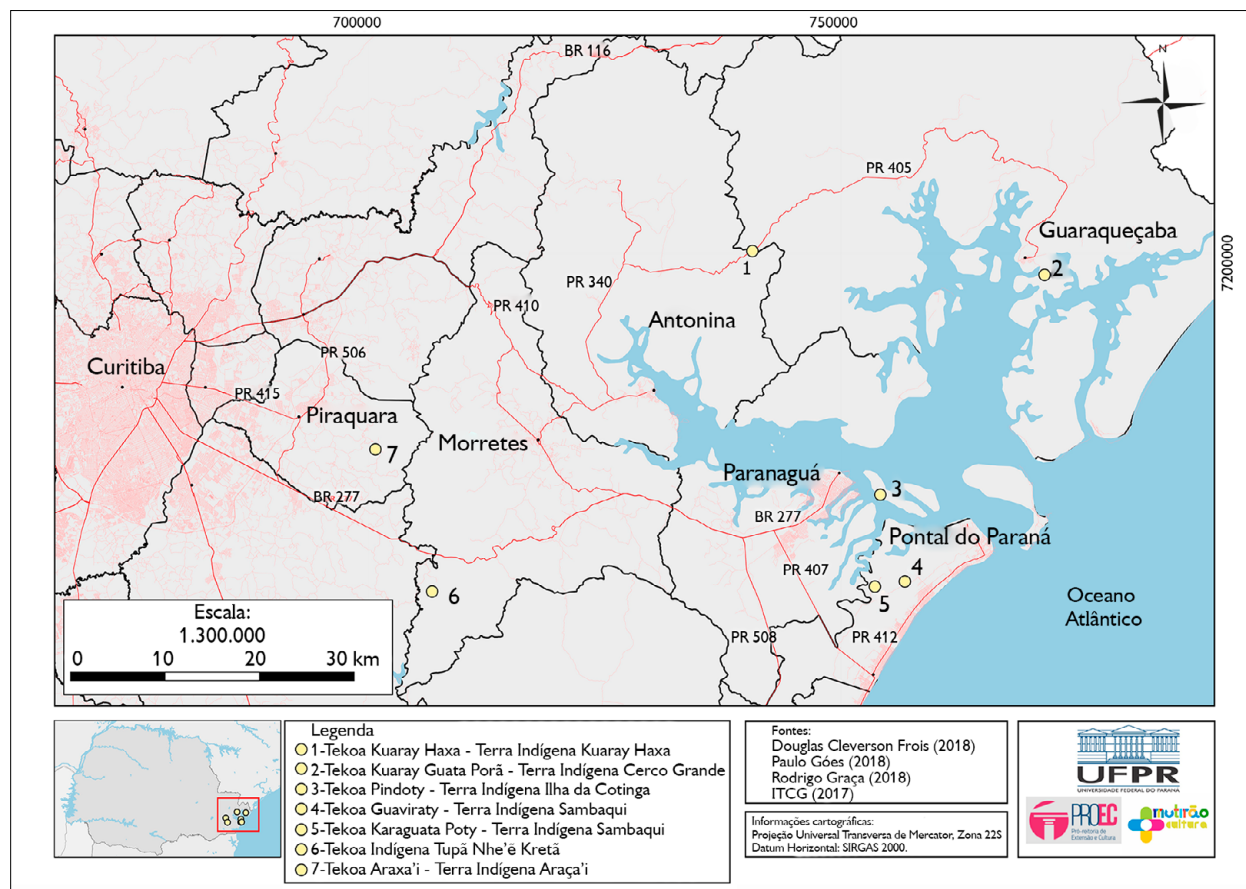 700000
750000
BR 116
N
PR 405
Guaraqueçaba
1
2
7200000
PR 340
PR 410
Antonina
PR 506
Curitiba
PR 415
Piraquara
7
Morretes
Paranaguá
3
BR 277
BR 277
Pontal do Paraná
PR 407
4
5
6
Oceano
Atlântico
PR 508
PR 412
Escala:
1.300.000
0 10 20 30 km
Legenda
1-Tekoa Kuaray Haxa - Terra Indígena Kuaray Haxa
2-Tekoa Kuaray Guata Porã - Terra Indígena Cerco Grande
3-Tekoa Pindoty - Terra Indígena Ilha da Cotinga
4-Tekoa Guaviraty - Terra Indígena Sambaqui
5-Tekoa Karaguata Poty - Terra Indígena Sambaqui
6-Tekoa Indígena Tupã Nhe'ẽ Kretã
7-Tekoa Araxa'i - Terra Indígena Araça'i
Fontes:
Douglas Cleverson Frois (2018)
Paulo Góes (2018)
Rodrigo Graça (2018)
ITCG (2017)
Informações cartográficas:
Projeção Universal Transversa de Mercator, Zona 22S
Datum Horizontal: SIRGAS 2000.
UFPR
UNIVERSIDADE FEDERAL DO PARANÁ
PROEC
Pró-reitoria de
Extensão e Cultura
mutirão
cultura